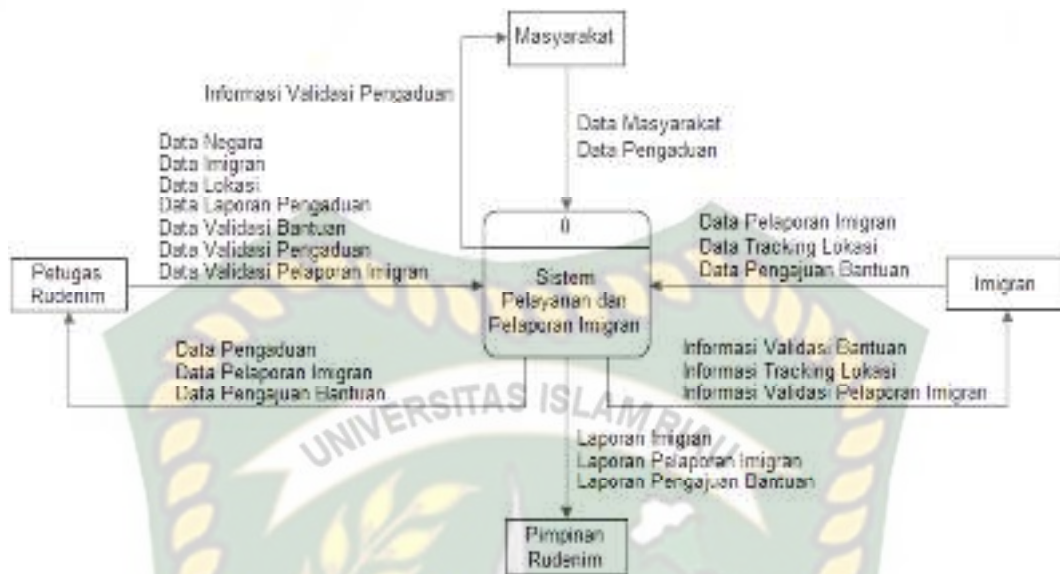 Masyarakat
Informasi Validasi Pengaduan
Data Masyarakat
Data Pengaduan
Data Negara
Data Imigran
Data Lokasi
Data Laporan Pengaduan
Data Validasi Bantuan
Data Validasi Pengaduan
Data Validasi Pelaporan Imigran
0
Sistem
Pelayanan dan
Pelaporan Imigran
Data Pelaporan Imigran
Data Tracking Lokasi
Data Pengajuan Bantuan
Petugas
Rudenim
Imigran
Data Pengaduan
Data Pelaporan Imigran
Data Pengajuan Bantuan
Informasi Validasi Bantuan
Informasi Tracking Lokasi
Informasi Validasi Pelaporan Imigran
UNIVERSITAS ISLAM RIAU
Laporan Imigran
Laporan Pelaporan Imigran
Laporan Pengajuan Bantuan
Pimpinan
Rudenim